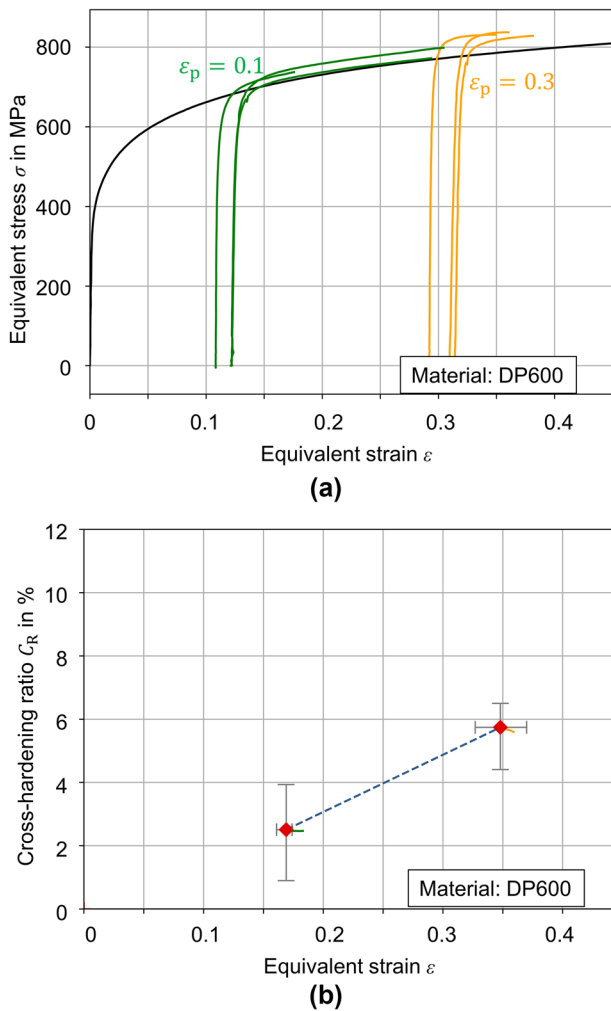 Equivalent stress σ in MPa
800
600
400
200
0
εp = 0.1
εp = 0.3
Material: DP600
0 0.1 0.2 0.3 0.4
Equivalent strain ε
(a)
Cross-hardening ratio CR in %
12
10
8
6
4
2
0
Material: DP600
0 0.1 0.2 0.3 0.4
Equivalent strain ε
(b)